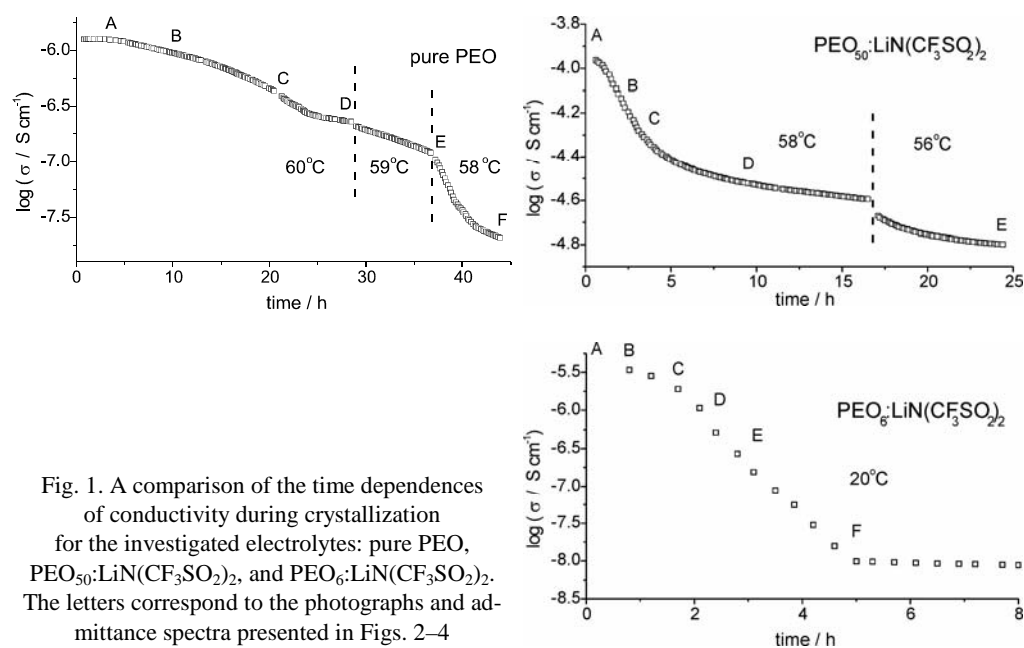 A
B
-6.0
pure PEO
C
-6.5
D
E
-7.0
60°C
59°C
58°C
-7.5
F
log (σ / S cm⁻¹)
0 10 20 30 40
time / h
-3.8
PEO₅₀:LiN(CF₃SO₂)₂
A
-4.0
B
-4.2
C
58°C
56°C
-4.4
D
-4.6
E
-4.8
log (σ / S cm⁻¹)
0 5 10 15 20 25
time / h
A
B
C
-5.5
D
PEO₆:LiN(CF₃SO₂)₂
-6.0
E
-6.5
20°C
-7.0
-7.5
F
-8.0
-8.5
log (σ / S cm⁻¹)
0 2 4 6 8
time / h
Fig. 1. A comparison of the time dependences
of conductivity during crystallization
for the investigated electrolytes: pure PEO,
PEO₅₀:LiN(CF₃SO₂)₂, and PEO₆:LiN(CF₃SO₂)₂.
The letters correspond to the photographs and ad-
mittance spectra presented in Figs. 2–4